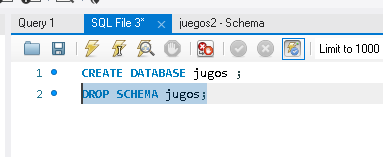 Query 1
SQL File 3*
juegos2 - Schema
Limit to 1000
1 CREATE DATABASE jugos ;
2 DROP SCHEMA jugos;